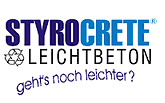 STYROCRETE®
LEICHTBETON
geht's noch leichter?